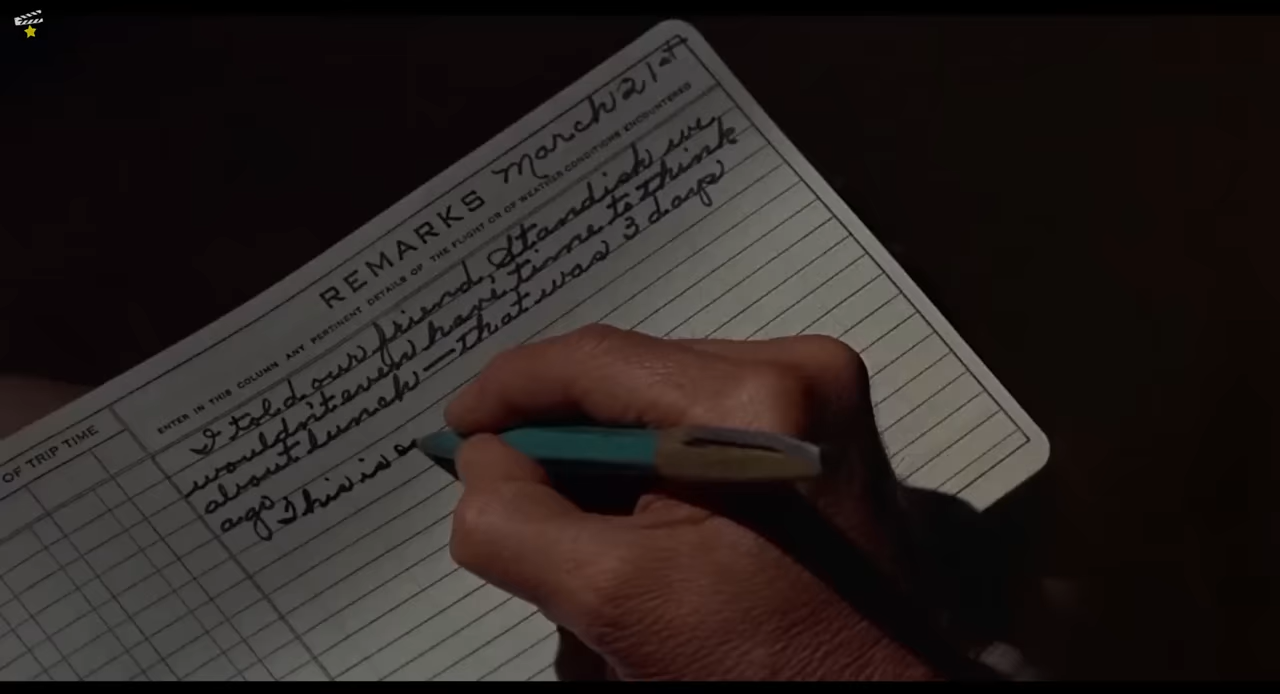 REMARKS March 21st
ENTER IN THIS COLUMN ANY PERTINENT DETAILS OF THE FLIGHT OR OF WEATHER CONDITIONS ENCOUNTERED
OF TRIP TIME
I told our friend, Standish we
wouldn't even have time to think
about lunch — that was 3 days
ago This is